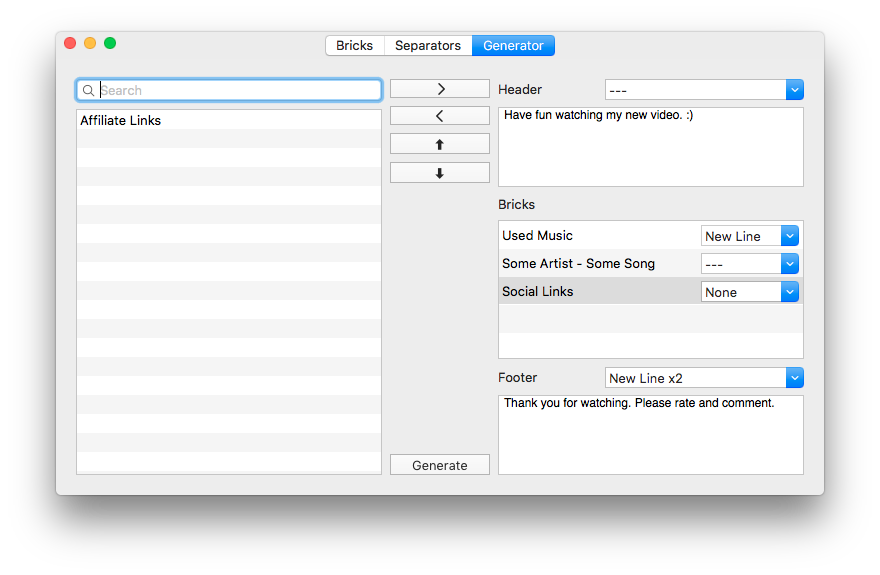 Bricks Separators Generator
Search
Affiliate Links
Generate
Header ---
Have fun watching my new video. :)
Bricks
Used Music New Line
Some Artist - Some Song ---
Social Links None
Footer New Line x2
Thank you for watching. Please rate and comment.